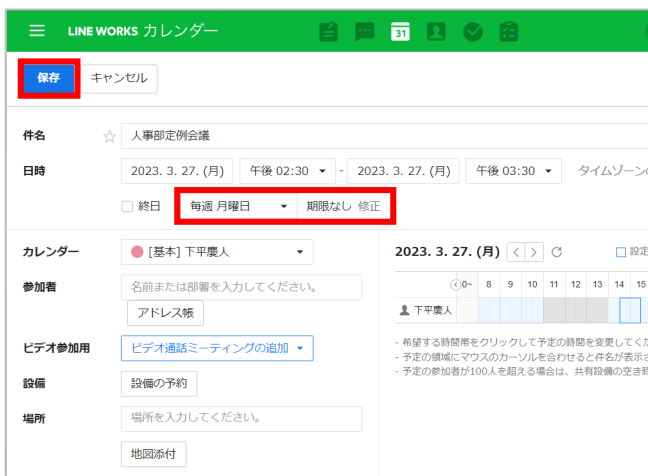 LINE WORKS カレンダー
31
保存 キャンセル
件名 人事部定例会議
日時 2023. 3. 27. (月) 午後 02:30 - 2023. 3. 27. (月) 午後 03:30 タイムゾーンの
終日 毎週 月曜日 期限なし 修正
カレンダー [基本] 下平慶人 2023. 3. 27. (月) 設定
参加者 名前または部署を入力してください。 0~ 8 9 10 11 12 13 14 15
アドレス帳 下平慶人
ビデオ参加用 ビデオ通話ミーティングの追加
- 希望する時間帯をクリックして予定の時間を変更してくだ
- 予定の領域にマウスのカーソルを合わせると件名が表示さ
- 予定の参加者が100人を超える場合は、共有設備の空き時
設備 設備の予約
場所 場所を入力してください。
地図添付